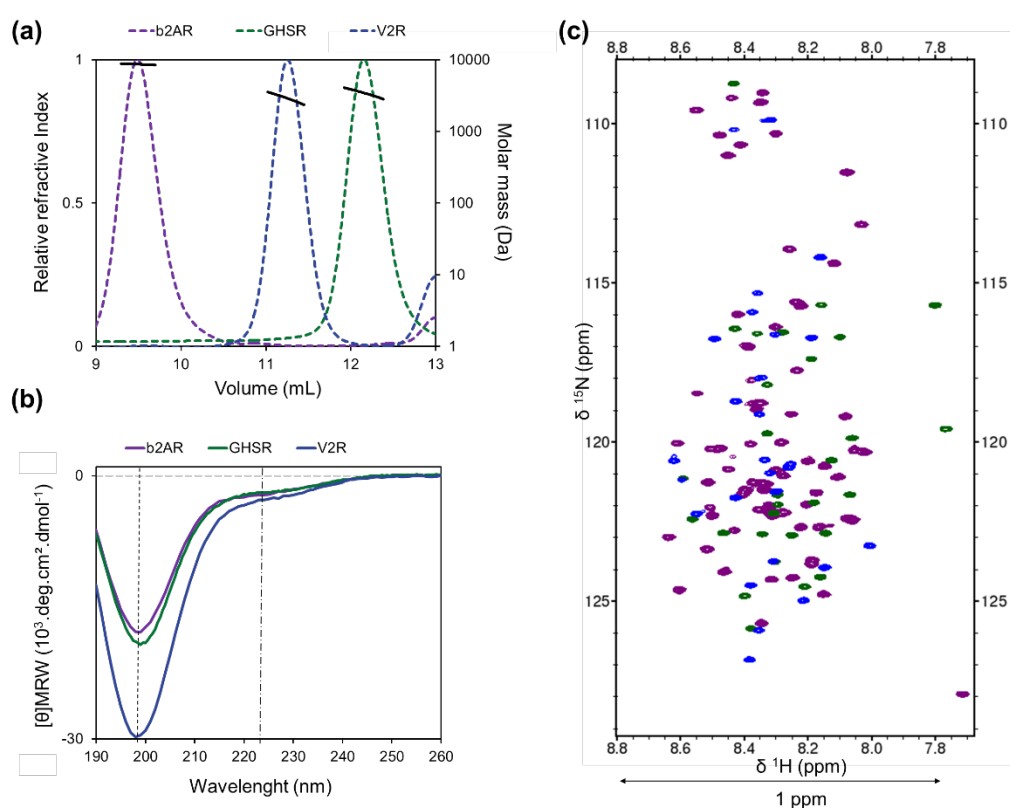 (a)
b2AR GHSR V2R
1
0.5
0
Relative refractive Index
10000
1000
100
10
1
Molar mass (Da)
9 10 11 12 13
Volume (mL)
(b)
b2AR GHSR V2R
0
-30
[θ]MRW (10³.deg.cm².dmol⁻¹)
190 200 210 220 230 240 250 260
Wavelenght (nm)
(c)
8.8 8.6 8.4 8.2 8.0 7.8
110 110
115 115
120 120
125 125
δ ¹⁵N (ppm)
8.8 8.6 8.4 8.2 8.0 7.8
δ ¹H (ppm)
1 ppm